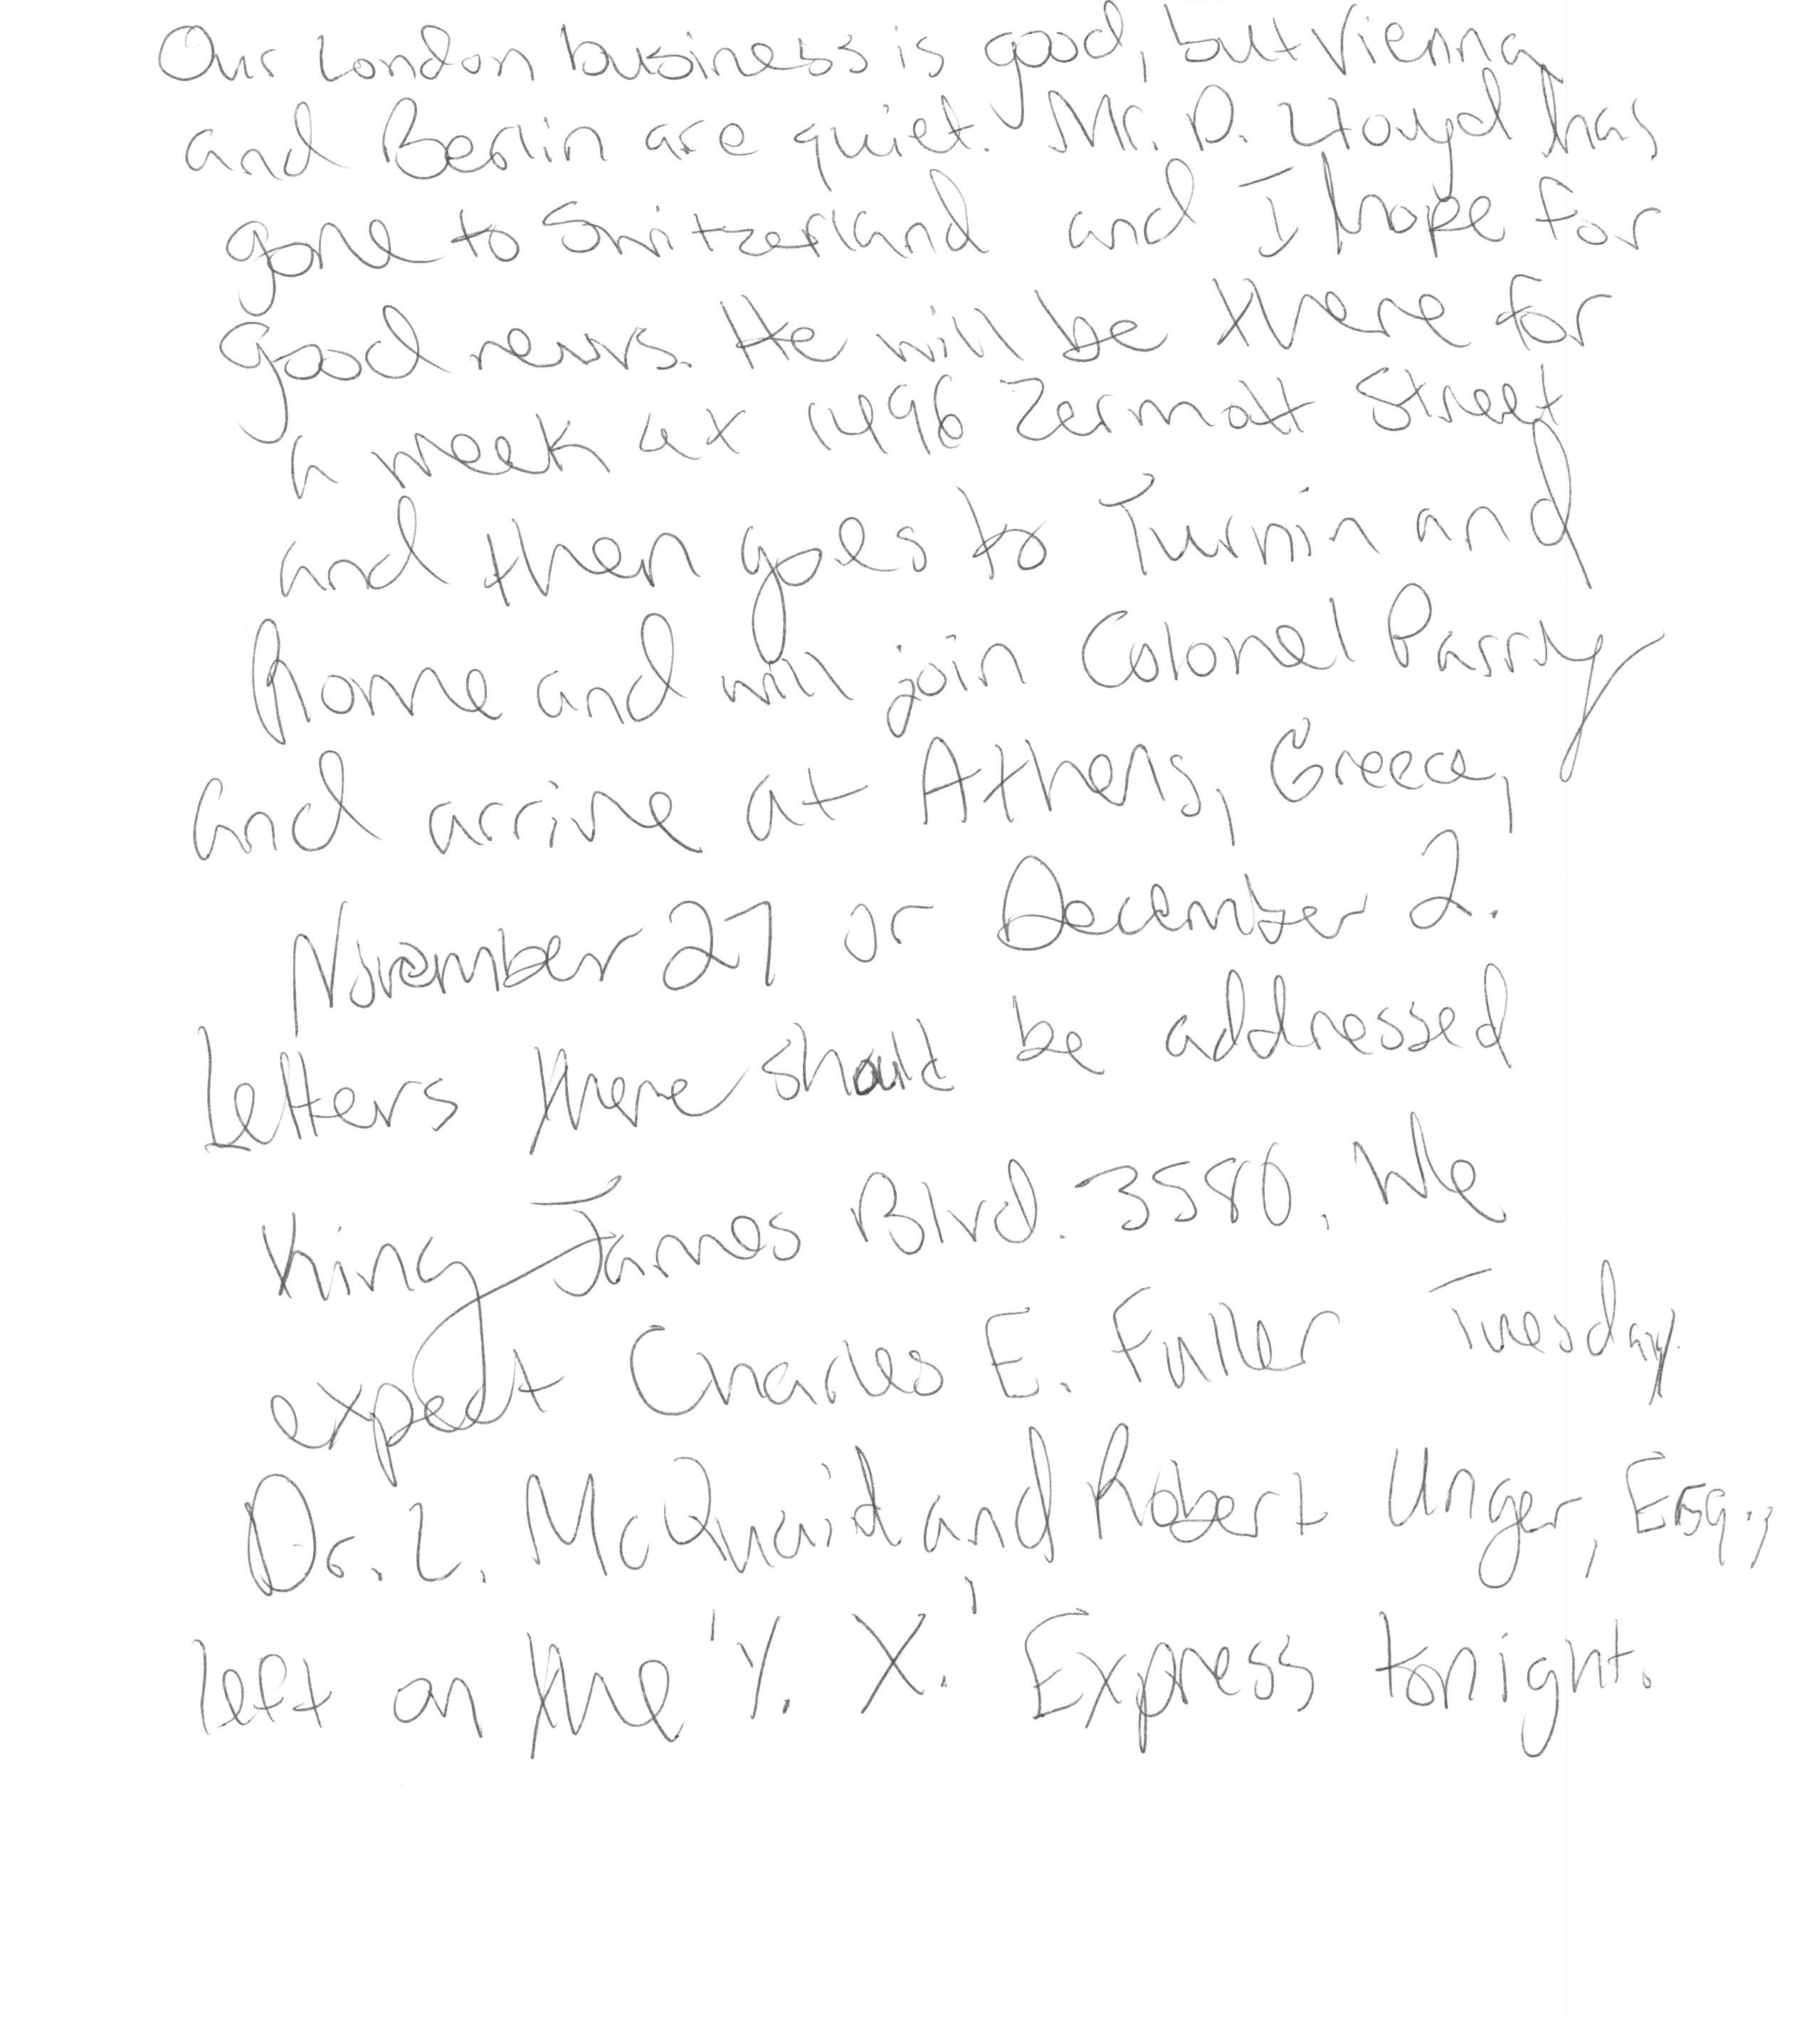 Our London business is good, but Vienna
and Berlin are quiet. Mr. D. Lloyd has
gone to Switzerland and I hope for
good news. He will be there for
a week at 1496 Zermott Street
and then goes to Turnin and
Rome and will join Colonel Parry
and arrive at Athens, Greece,
November 27 or December 2.
Letters there should be addressed
King James Blvd. 3580. We
expect Charles E. Fuller Tuesday.
Dr. L. McQuaid and Robert Unger, Esq.,
left on the 'Y. X.' Express tonight.